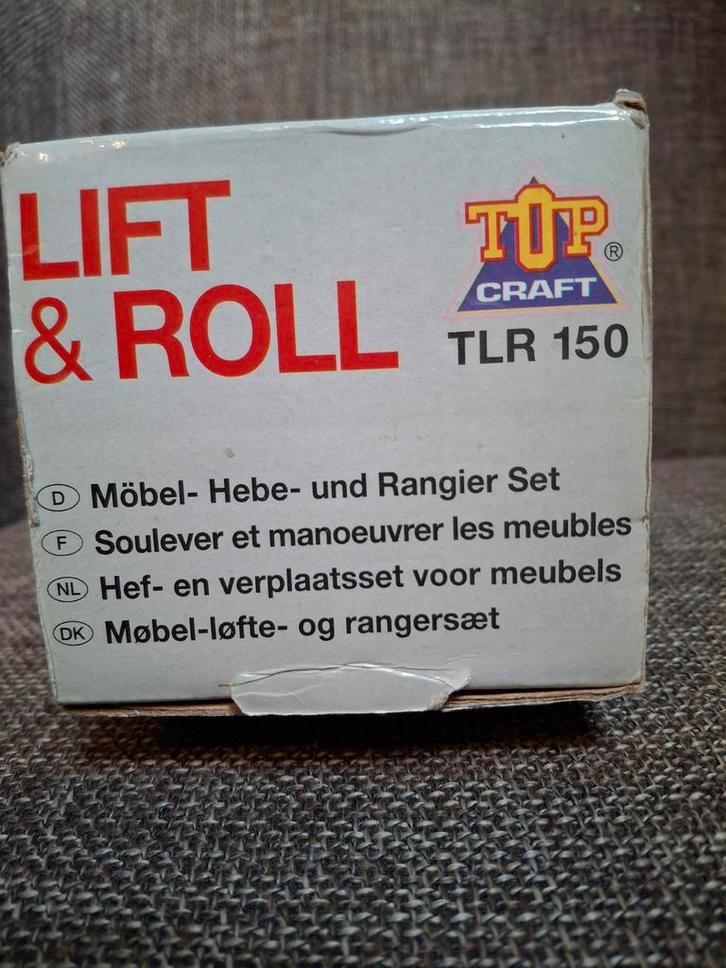 LIFT
& ROLL
TOP
CRAFT
®
TLR 150
D Möbel- Hebe- und Rangier Set
F Soulever et manoeuvrer les meubles
NL Hef- en verplaatsset voor meubels
DK Møbel-løfte- og rangersæt